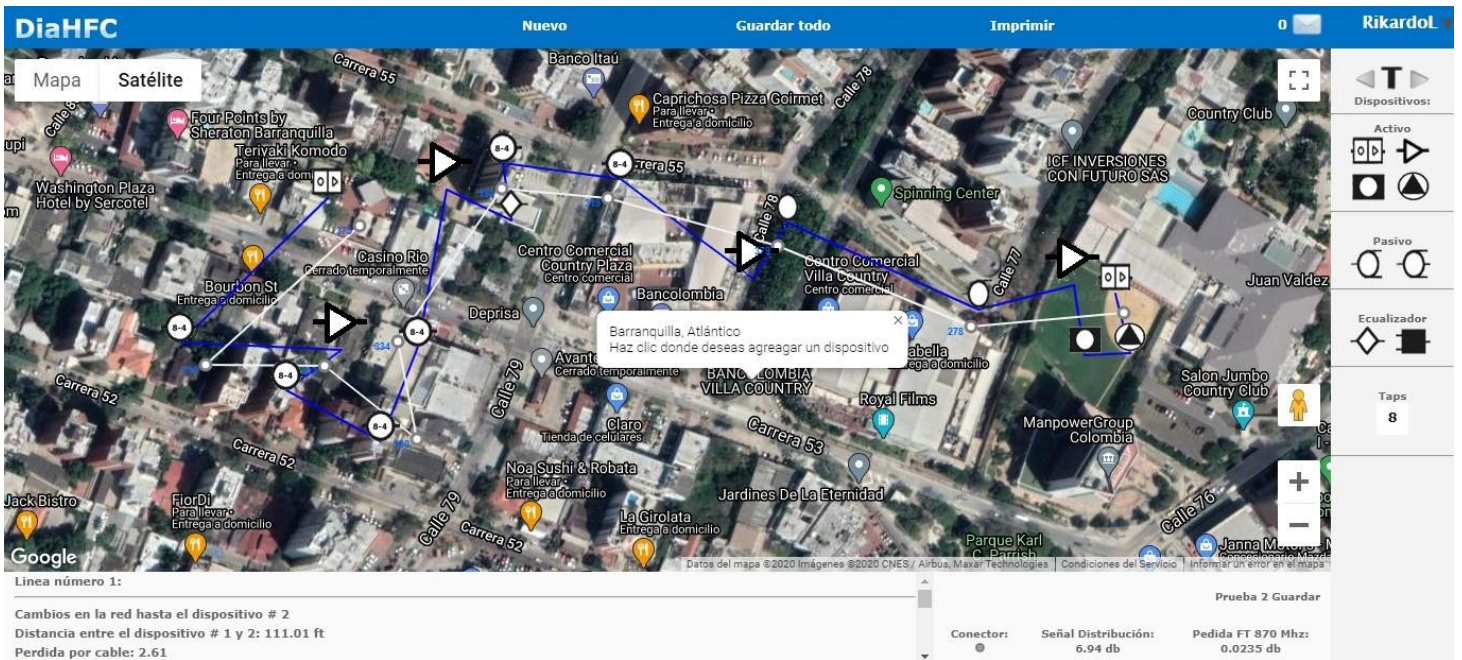 DiaHFC
Nuevo
Guardar todo
Imprimir
0
RikardoL
Mapa
Satélite
Carrera 55
Banco Itaú
Caprichosa Pizza Goirmet
Para llevar •
Entrega a domicilio
Calle 78
Country Club
Four Points by
Sheraton Barranquilla
Teriyaki Komodo
Para llevar •
Entrega a domi
Washington Plaza
Hotel by Sercotel
8-4
8-4
Carrera 55
ICF INVERSIONES
CON FUTURO SAS
Spinning Center
Calle 78
Casino Rio
Cerrado temporalmente
Centro Comercial
Country Plaza
Centro comercial
Centro Comercial
Villa Country
Centro comercial
Calle 77
Juan Valdez
Bourbon St
Entrega a domicilio
Bancolombia
Deprisa
8-4
8-4
334
278
Barranquilla, Atlántico
Haz clic donde deseas agreagar un dispositivo
Calle 79
Cerrado temporalmente
BANCOLOMBIA
VILLA COUNTRY
Carrera 52
8-4
8-4
Royal Films
Salon Jumbo
Country Club
Claro
Tienda de celulares
Carrera 53
ManpowerGroup
Colombia
Carrera 52
Noa Sushi & Robata
Para llevar •
Entrega a domicilio
Jardines De La Eternidad
Jack Bistro
FiorDi
Para llevar •
Entrega a domicilio
Calle 79
Carrera 52
La Girolata
Entrega a domicilio
Calle 76
Parque Karl
C. Parrish
Google
Datos del mapa ©2020 Imágenes ©2020 CNES / Airbus, Maxar Technologies
Condiciones del Servicio
Informar un error en el mapa
T
Dispositivos:
Activo
Pasivo
Ecualizador
Taps
8
Linea número 1:
Cambios en la red hasta el dispositivo # 2
Distancia entre el dispositivo # 1 y 2: 111.01 ft
Perdida por cable: 2.61
Prueba 2 Guardar
Conector:
Señal Distribución:
6.94 db
Pedida FT 870 Mhz:
0.0235 db